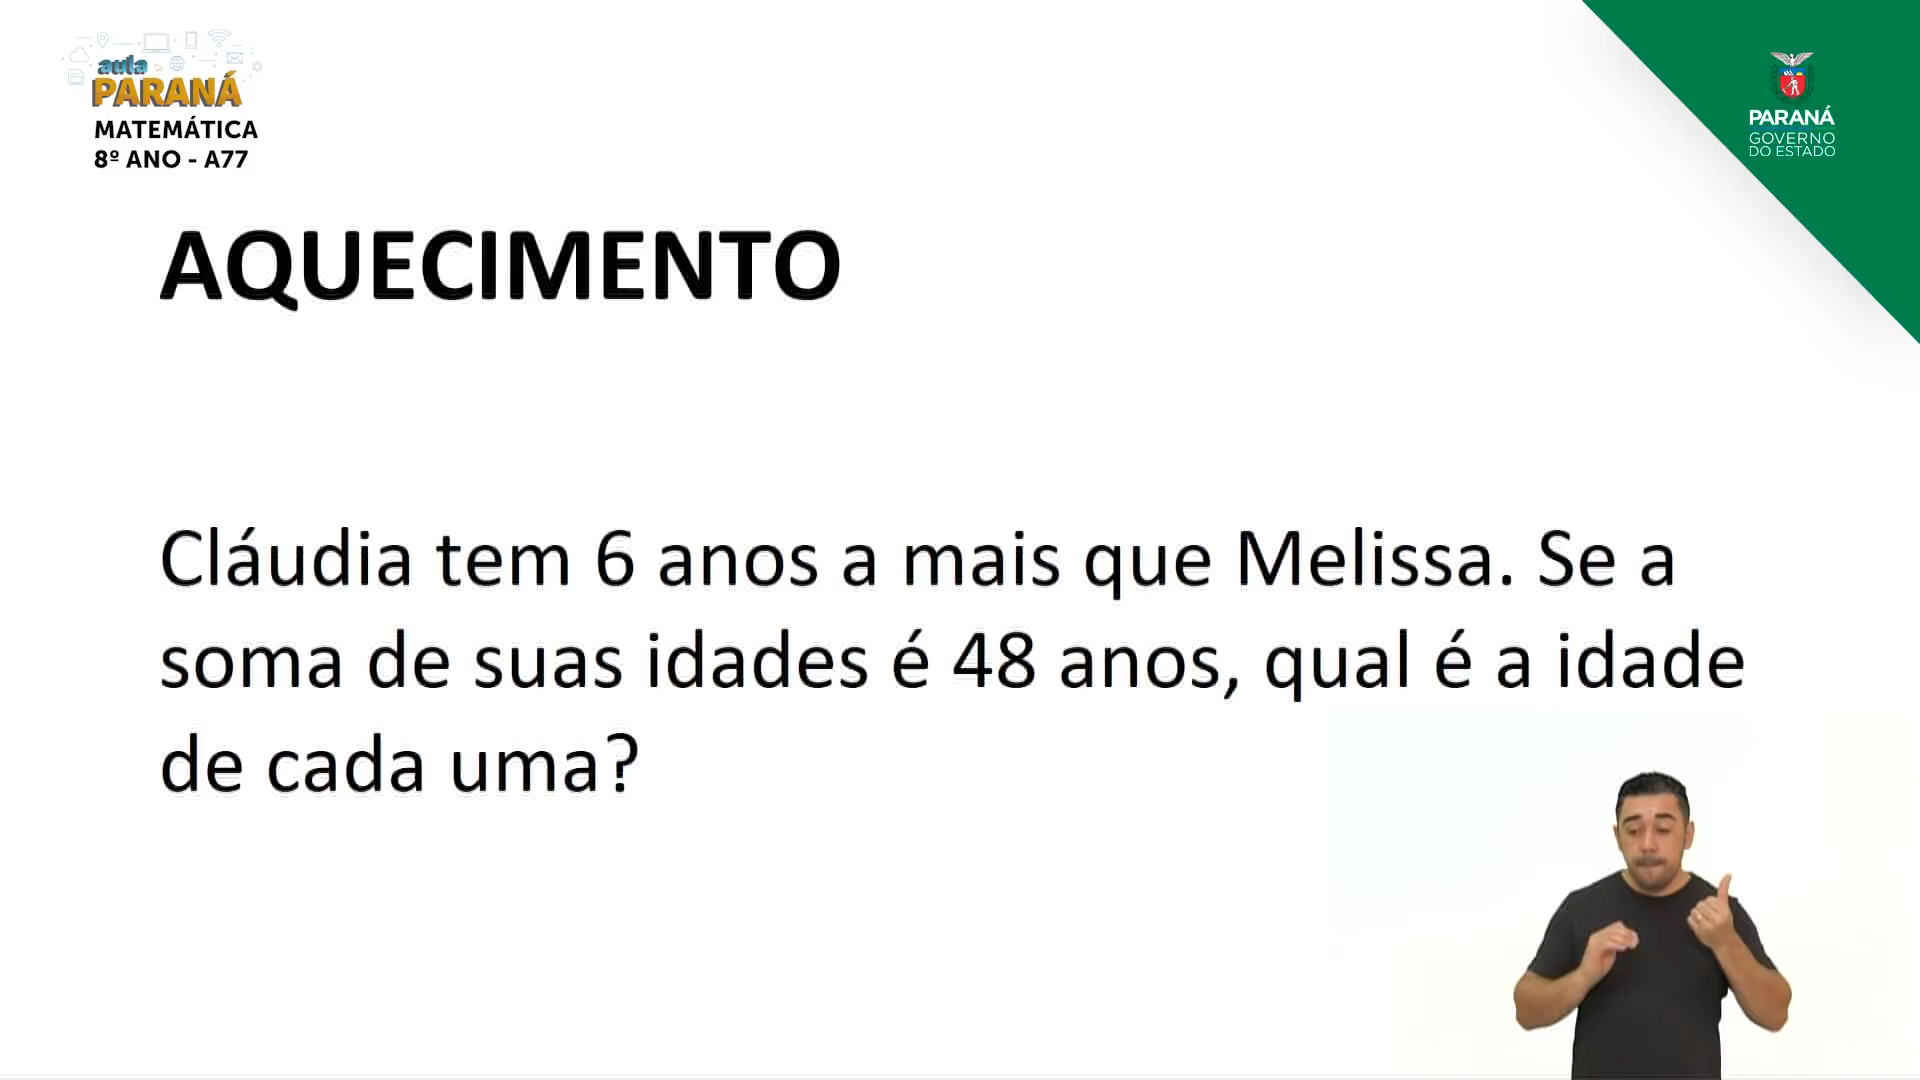 aula
PARANÁ
MATEMÁTICA
8º ANO - A77
PARANÁ
GOVERNO
DO ESTADO
AQUECIMENTO
Cláudia tem 6 anos a mais que Melissa. Se a
soma de suas idades é 48 anos, qual é a idade
de cada uma?